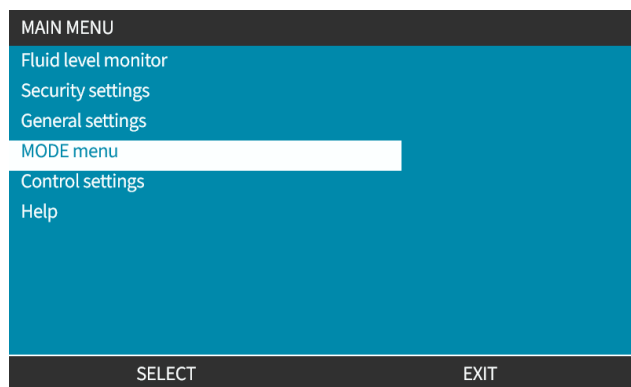 MAIN MENU
Fluid level monitor
Security settings
General settings
MODE menu
Control settings
Help
SELECT EXIT